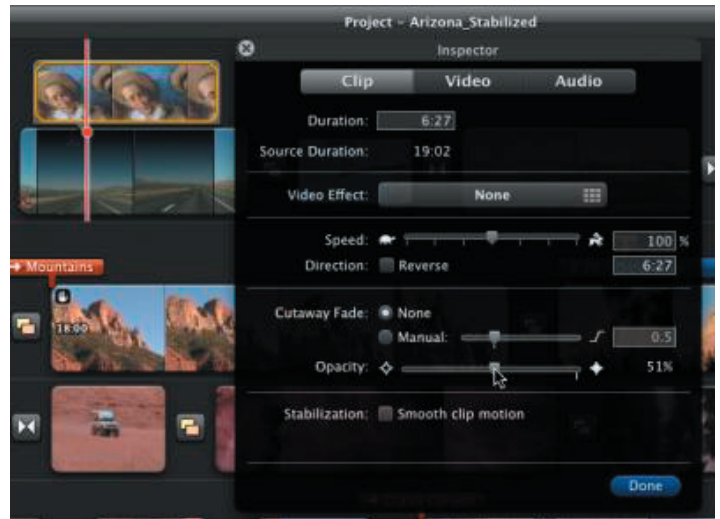 Project - Arizona_Stabilized
Inspector
Clip Video Audio
Duration: 6:27
Source Duration: 19:02
Video Effect: None
Speed: 100 %
Direction: Reverse 6:27
Mountains
18:00
Cutaway Fade: None
Manual: 0.5
Opacity: 51%
Stabilization: Smooth clip motion
Done